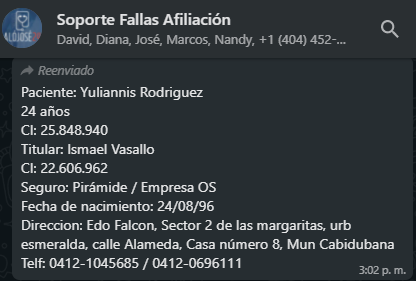 Soporte Fallas Afiliación
David, Diana, José, Marcos, Nandy, +1 (404) 452-...
Reenviado
Paciente: Yuliannis Rodriguez
24 años
CI: 25.848.940
Titular: Ismael Vasallo
CI: 22.606.962
Seguro: Pirámide / Empresa OS
Fecha de nacimiento: 24/08/96
Direccion: Edo Falcon, Sector 2 de las margaritas, urb
esmeralda, calle Alameda, Casa número 8, Mun Cabidubana
Telf: 0412-1045685 / 0412-0696111
3:02 p. m.